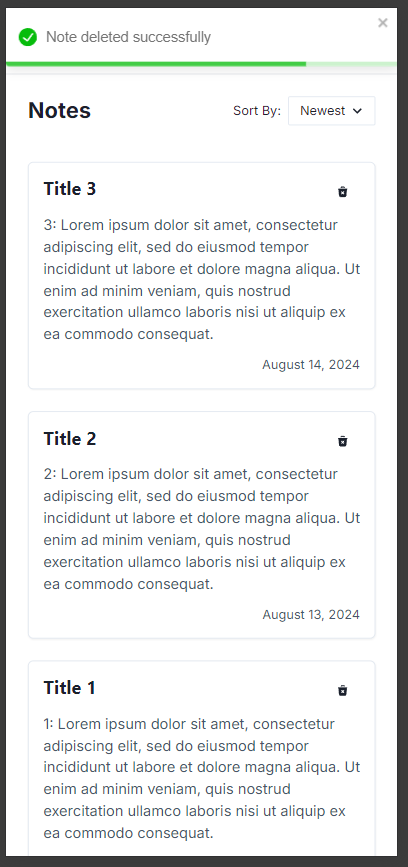 Note deleted successfully
Notes
Sort By: Newest
Title 3
3: Lorem ipsum dolor sit amet, consectetur
adipiscing elit, sed do eiusmod tempor
incididunt ut labore et dolore magna aliqua. Ut
enim ad minim veniam, quis nostrud
exercitation ullamco laboris nisi ut aliquip ex
ea commodo consequat.
August 14, 2024
Title 2
2: Lorem ipsum dolor sit amet, consectetur
adipiscing elit, sed do eiusmod tempor
incididunt ut labore et dolore magna aliqua. Ut
enim ad minim veniam, quis nostrud
exercitation ullamco laboris nisi ut aliquip ex
ea commodo consequat.
August 13, 2024
Title 1
1: Lorem ipsum dolor sit amet, consectetur
adipiscing elit, sed do eiusmod tempor
incididunt ut labore et dolore magna aliqua. Ut
enim ad minim veniam, quis nostrud
exercitation ullamco laboris nisi ut aliquip ex
ea commodo consequat.